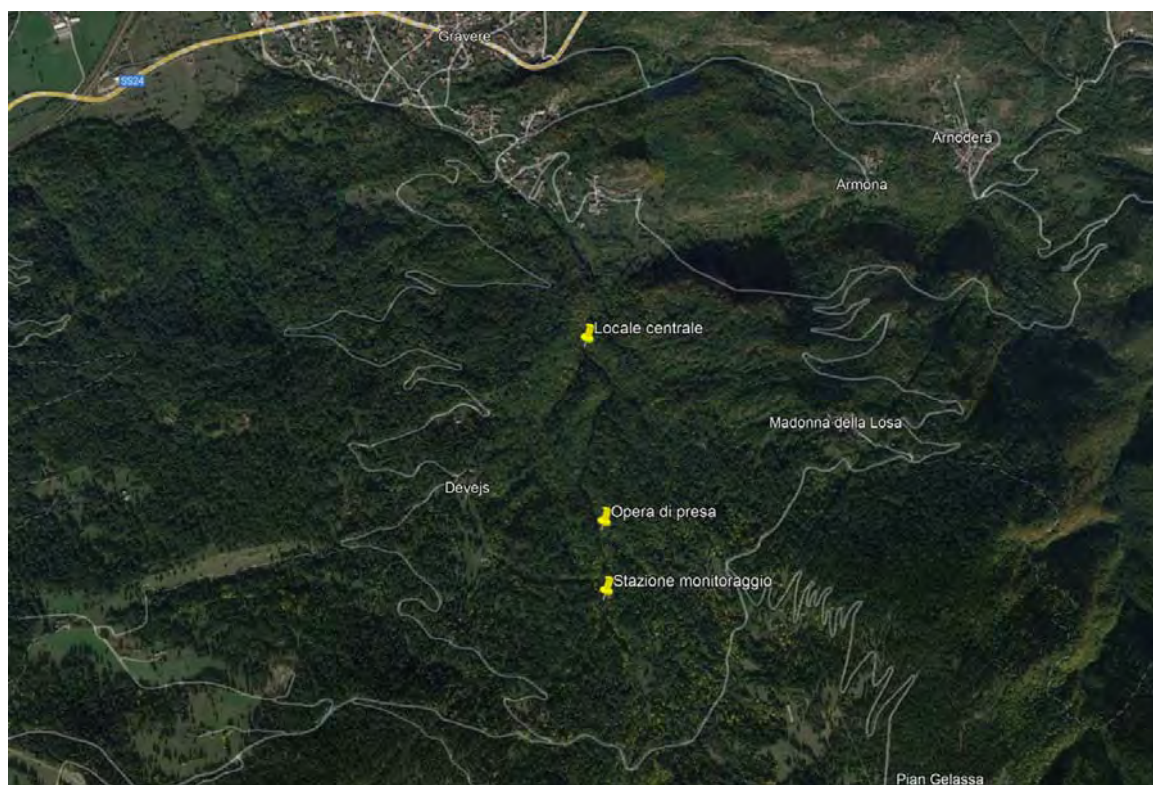 Gravere
SS24
Arnodera
Armona
Locale centrale
Madonna della Losa
Devejs
Opera di presa
Stazione monitoraggio
Pian Gelassa